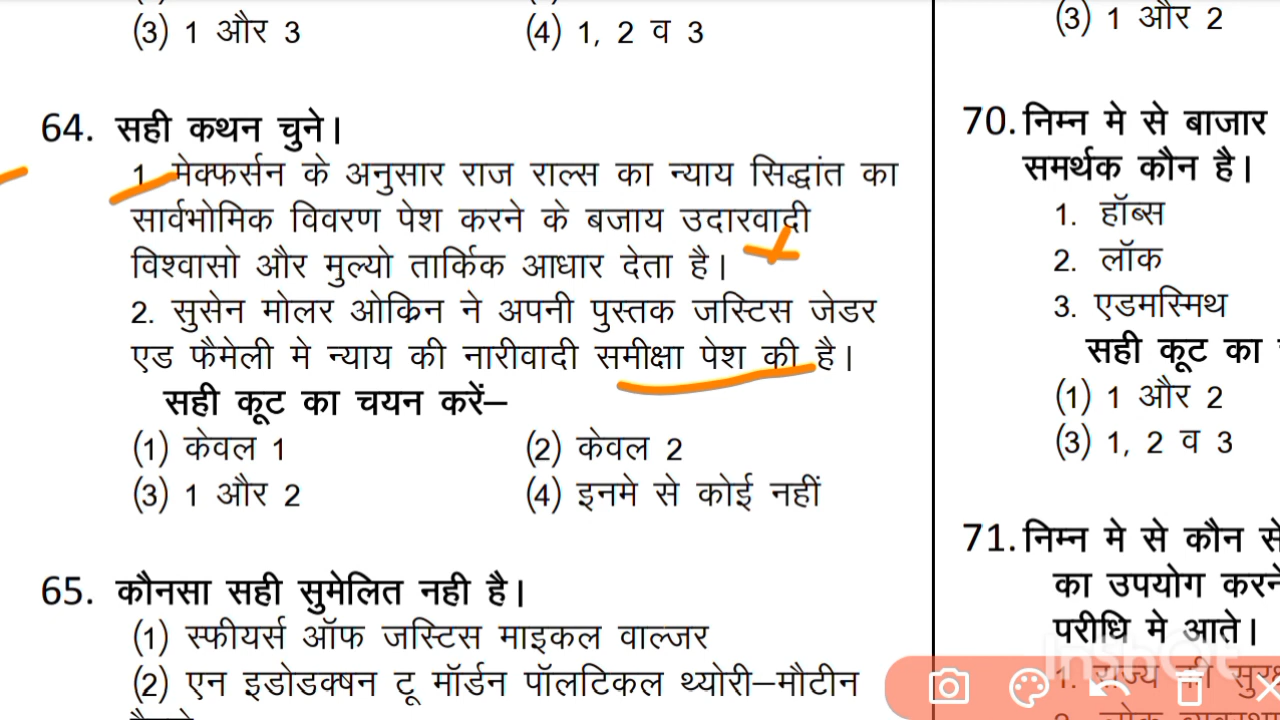 (3) 1 और 3
(4) 1, 2 व 3
64. सही कथन चुने।
1 मेक्फर्सन के अनुसार राज राल्स का न्याय सिद्धांत का
सार्वभोमिक विवरण पेश करने के बजाय उदारवादी
विश्वासो और मुल्यो तार्किक आधार देता है।
2. सुसेन मोलर ओकिन ने अपनी पुस्तक जस्टिस जेडर
एड फैमेली मे न्याय की नारीवादी समीक्षा पेश की है।
सही कूट का चयन करें–
(1) केवल 1
(2) केवल 2
(3) 1 और 2
(4) इनमे से कोई नहीं
65. कौनसा सही सुमेलित नही है।
(1) स्फीयर्स ऑफ जस्टिस माइकल वाल्जर
(2) एन इडोडक्षन टू मॉर्डन पॉलटिकल थ्योरी–मौटीन
(3) 1 और 2
70. निम्न मे से बाजार
समर्थक कौन है।
1. हॉब्स
2. लॉक
3. एडमस्मिथ
सही कूट का
(1) 1 और 2
(3) 1, 2 व 3
71. निम्न मे से कौन से
का उपयोग करने
परीधि मे आते।
1. राज्य की
InShOt